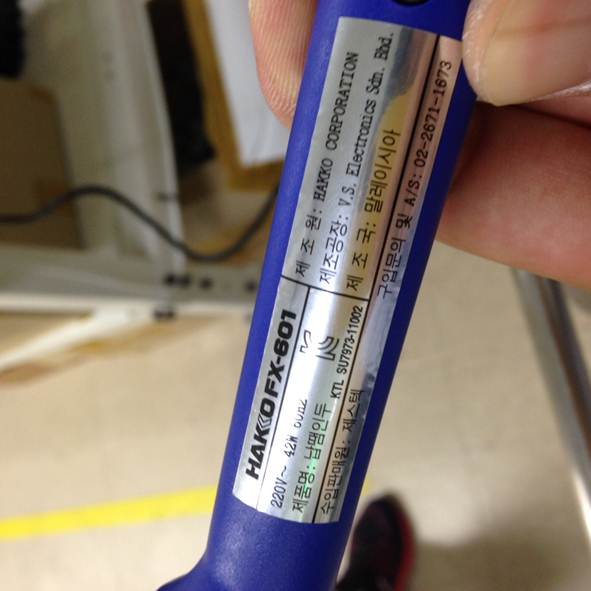 HAKKO FX-601
220V~ 42W 60HZ
제품명: 납땜인두 KTL SU7973-11002
수입판매원: 제스텍
제 조 원: HAKKO CORPORATION
제조공장: V.S. Electronics Sdn. Bhd.
제 조 국: 말레이시아
구입문의 및 A/S: 02-2671-1673